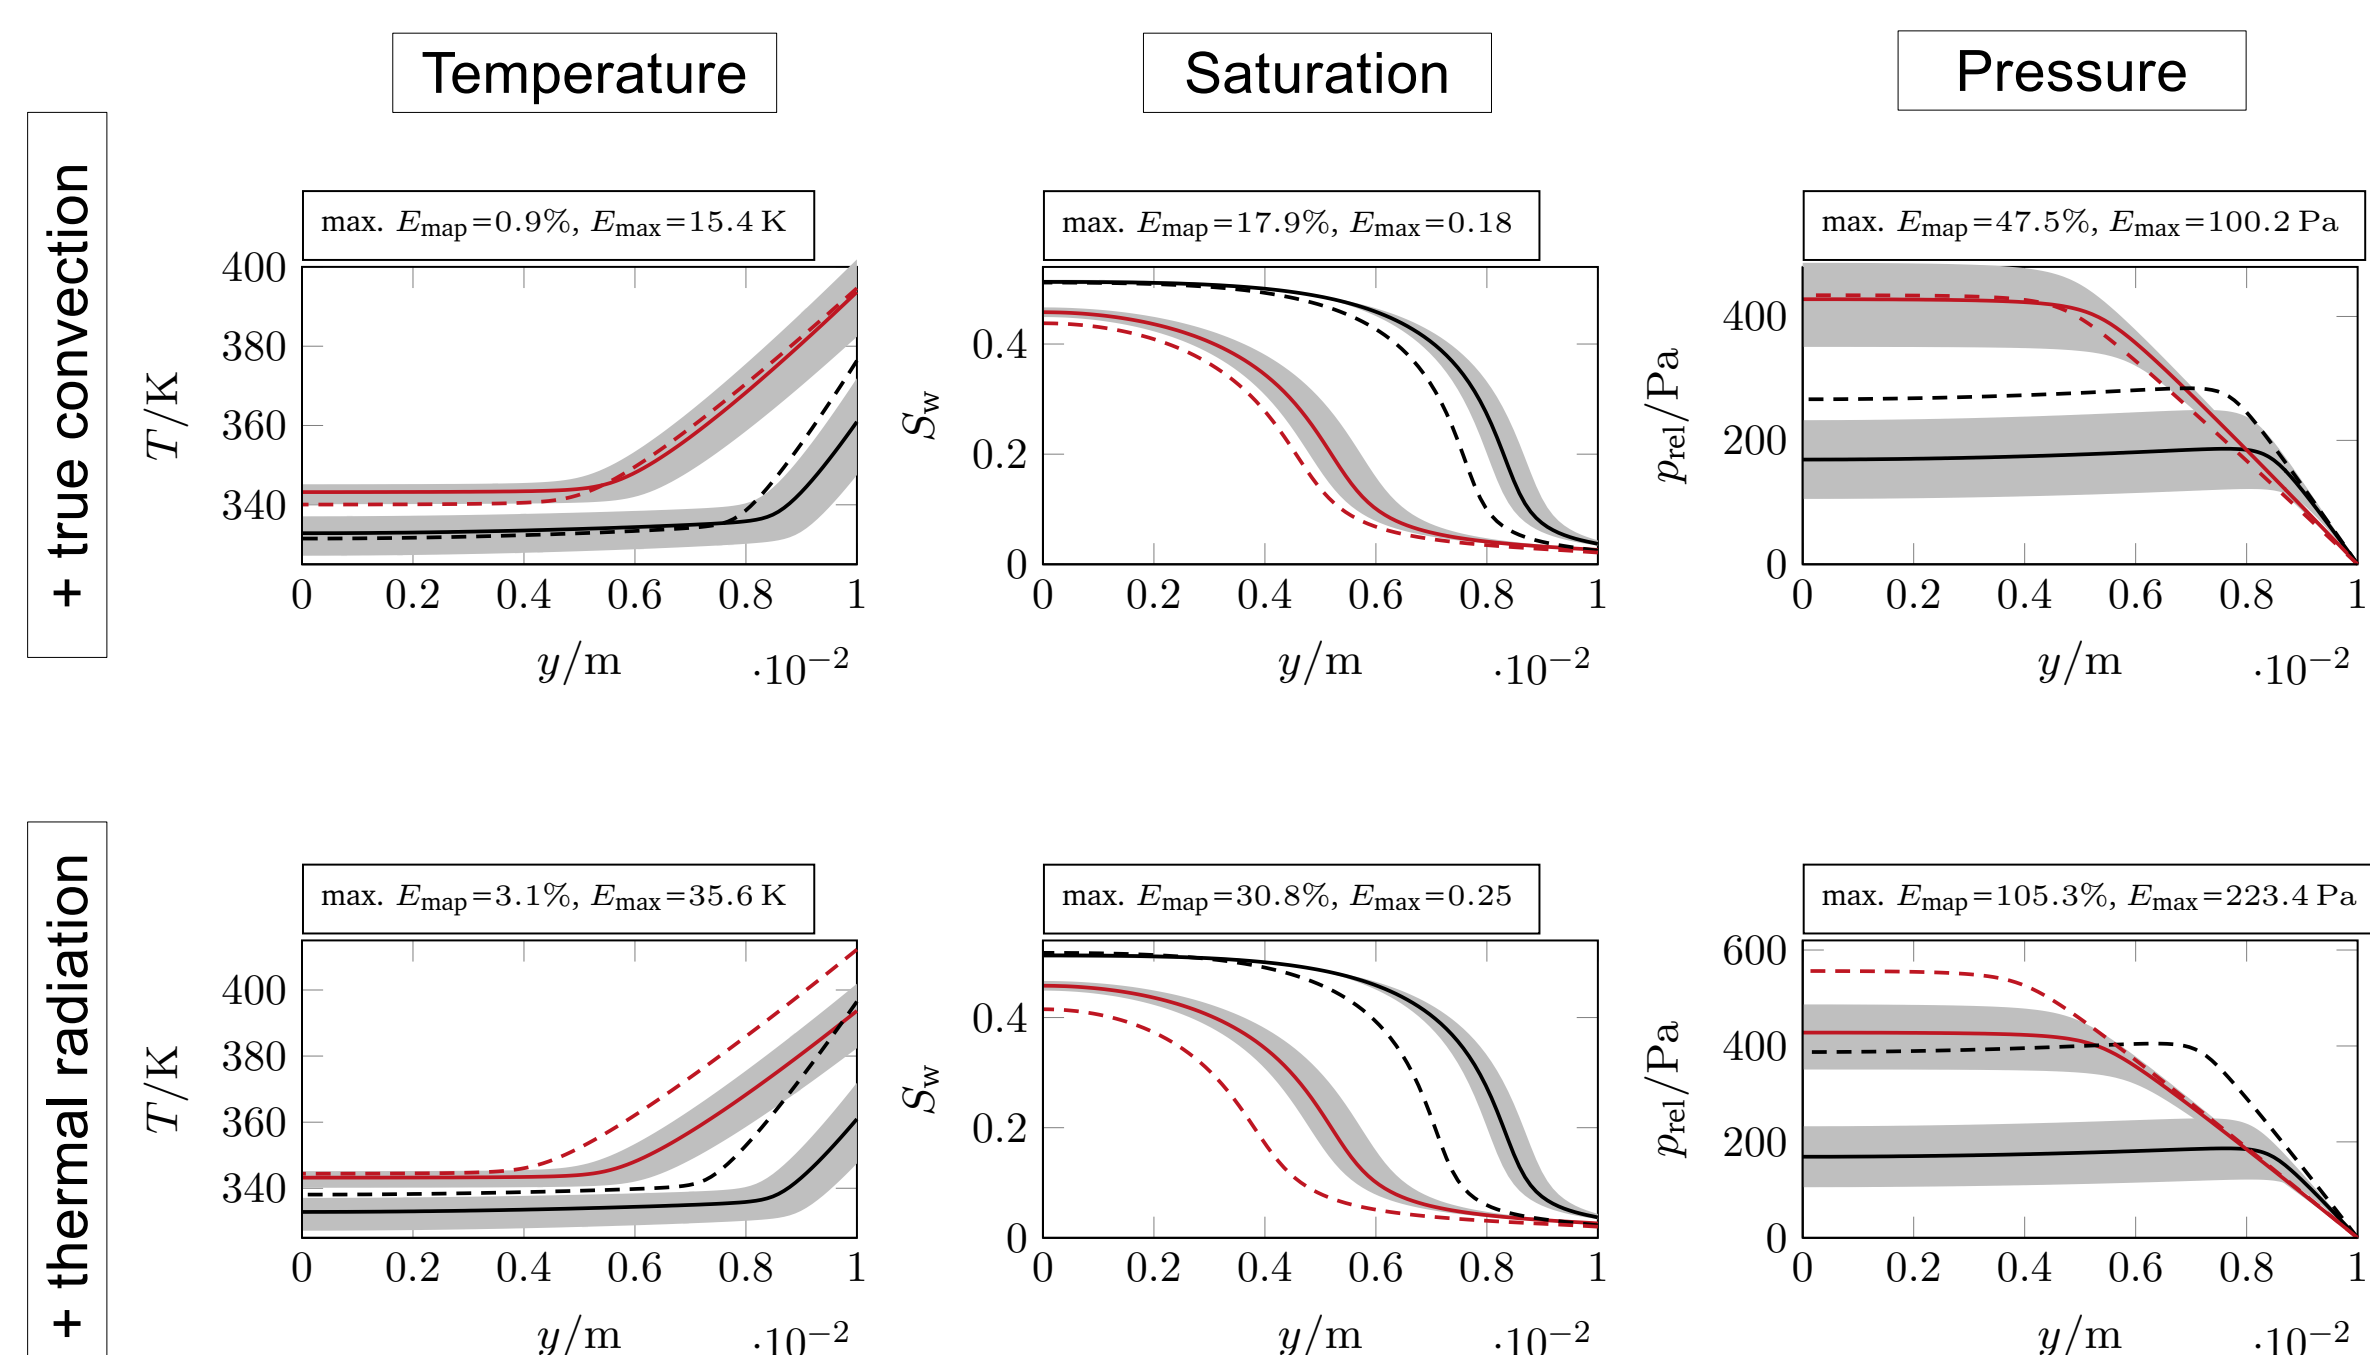 Temperature
Saturation
Pressure
+ true convection
max. E_map=0.9%, E_max=15.4 K
400
380
360
340
T/K
0 0.2 0.4 0.6 0.8 1
y/m
·10⁻²
max. E_map=17.9%, E_max=0.18
0.4
0.2
0
S_w
0 0.2 0.4 0.6 0.8 1
y/m
·10⁻²
max. E_map=47.5%, E_max=100.2 Pa
400
200
0
p_rel/Pa
0 0.2 0.4 0.6 0.8 1
y/m
·10⁻²
+ thermal radiation
max. E_map=3.1%, E_max=35.6 K
400
380
360
340
T/K
0 0.2 0.4 0.6 0.8 1
y/m
·10⁻²
max. E_map=30.8%, E_max=0.25
0.4
0.2
0
S_w
0 0.2 0.4 0.6 0.8 1
y/m
·10⁻²
max. E_map=105.3%, E_max=223.4 Pa
600
400
200
0
p_rel/Pa
0 0.2 0.4 0.6 0.8 1
y/m
·10⁻²